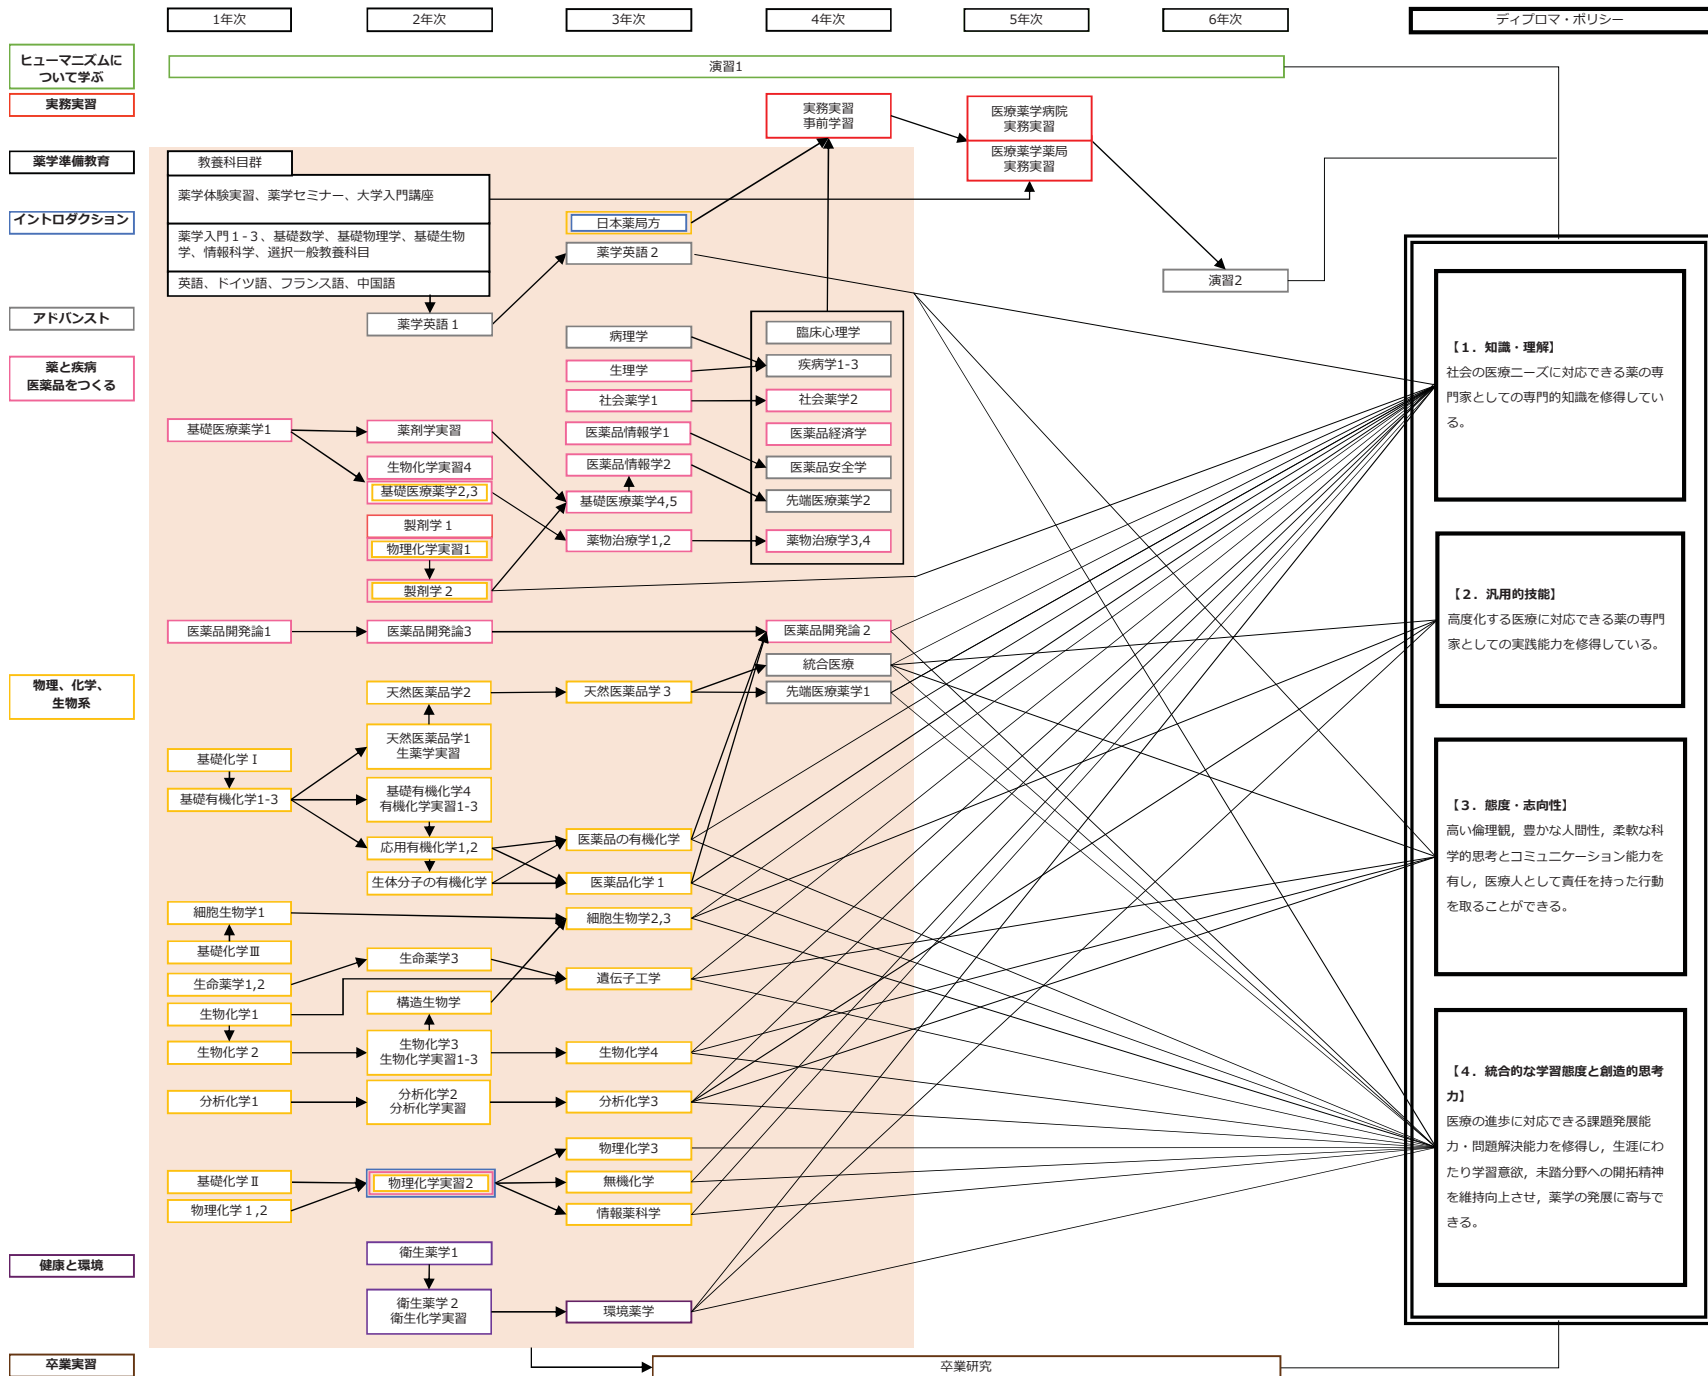 1年次
2年次
3年次
4年次
5年次
6年次
ディプロマ・ポリシー
ヒューマニズムに
ついて学ぶ
演習1
実務実習
実務実習
事前学習
医療薬学病院
実務実習
医療薬学薬局
実務実習
薬学準備教育
教養科目群
薬学体験実習、薬学セミナー、大学入門講座
薬学入門１-３、基礎数学、基礎物理学、基礎生物
学、情報科学、選択一般教養科目
英語、ドイツ語、フランス語、中国語
イントロダクション
日本薬局方
薬学英語２
演習2
アドバンスト
薬学英語１
病理学
臨床心理学
疾病学1-3
薬と疾病
医薬品をつくる
生理学
社会薬学1
社会薬学2
基礎医療薬学1
薬剤学実習
医薬品情報学1
医薬品経済学
生物化学実習4
医薬品情報学2
医薬品安全学
基礎医療薬学2,3
基礎医療薬学4,5
先端医療薬学2
製剤学１
物理化学実習1
薬物治療学1,2
薬物治療学3,4
製剤学２
医薬品開発論1
医薬品開発論3
医薬品開発論２
統合医療
物理、化学、
生物系
天然医薬品学2
天然医薬品学３
先端医療薬学1
天然医薬品学1
生薬学実習
基礎化学Ⅰ
基礎有機化学1-3
基礎有機化学4
有機化学実習1-3
応用有機化学1,2
医薬品の有機化学
生体分子の有機化学
医薬品化学１
細胞生物学1
細胞生物学2,3
基礎化学Ⅲ
生命薬学1,2
生命薬学3
遺伝子工学
生物化学1
構造生物学
生物化学２
生物化学3
生物化学実習1-3
生物化学4
分析化学1
分析化学2
分析化学実習
分析化学3
物理化学3
基礎化学Ⅱ
物理化学実習2
無機化学
物理化学１,２
情報薬科学
健康と環境
衛生薬学1
衛生薬学２
衛生化学実習
環境薬学
卒業実習
卒業研究
【１．知識・理解】
社会の医療ニーズに対応できる薬の専
門家としての専門的知識を修得してい
る。
【２．汎用的技能】
高度化する医療に対応できる薬の専門
家としての実践能力を修得している。
【３．態度・志向性】
高い倫理観，豊かな人間性，柔軟な科
学的思考とコミュニケーション能力を
有し，医療人として責任を持った行動
を取ることができる。
【４．統合的な学習態度と創造的思考
力】
医療の進歩に対応できる課題発展能
力・問題解決能力を修得し，生涯にわ
たり学習意欲，未踏分野への開拓精神
を維持向上させ，薬学の発展に寄与で
きる。